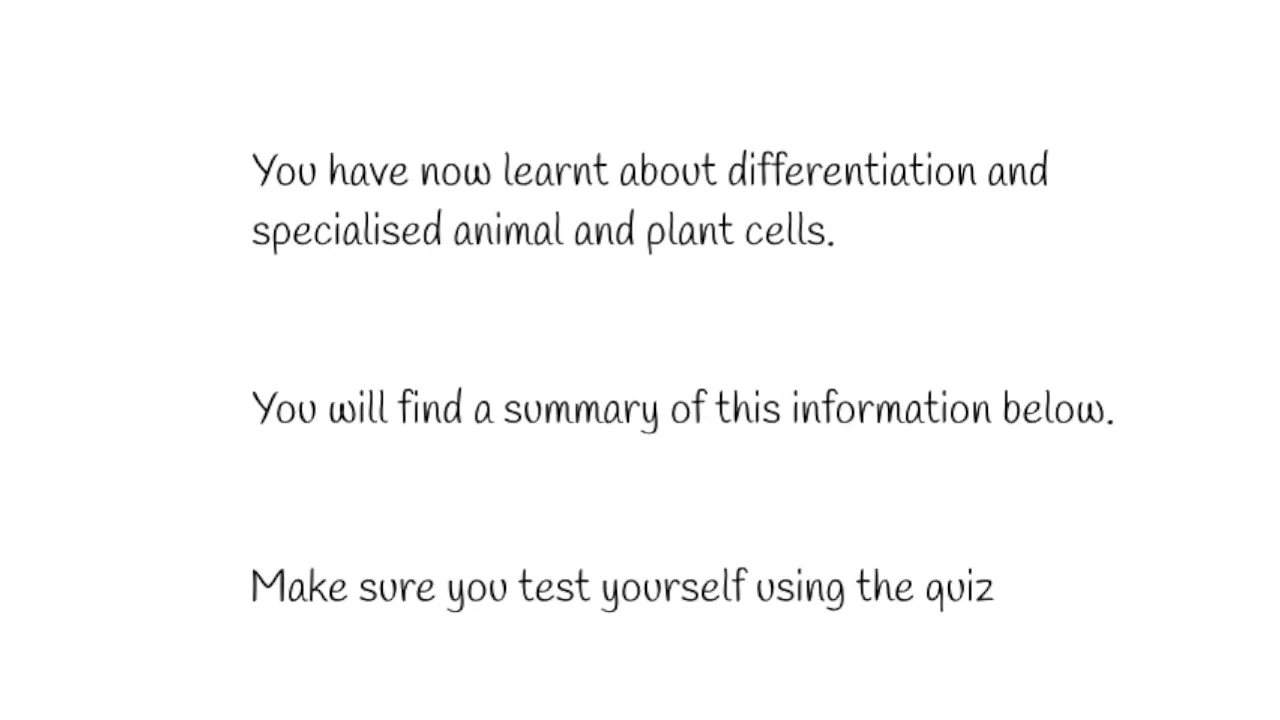 You have now learnt about differentiation and
specialised animal and plant cells.
You will find a summary of this information below.
Make sure you test yourself using the quiz